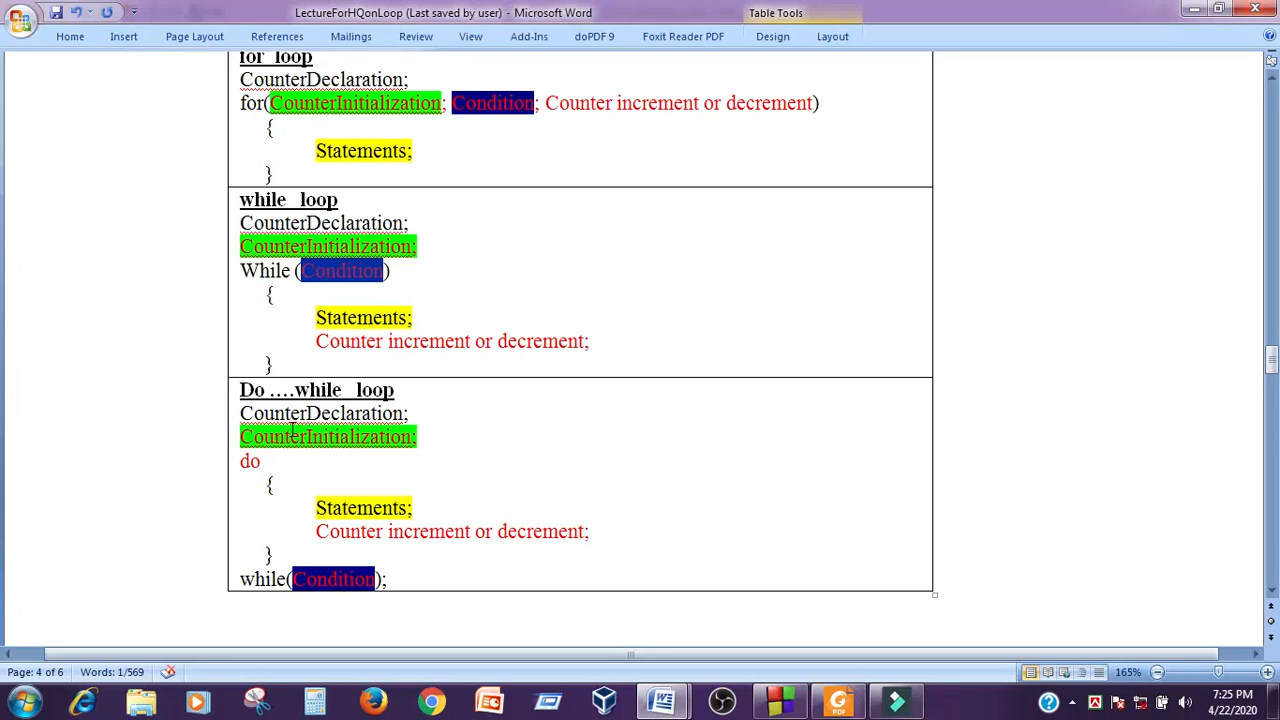 LectureForHQonLoop (Last saved by user) - Microsoft Word
Table Tools
Home Insert Page Layout References Mailings Review View Add-Ins doPDF 9 Foxit Reader PDF Design Layout
for loop
CounterDeclaration;
for(CounterInitialization; Condition; Counter increment or decrement)
{
Statements;
}
while loop
CounterDeclaration;
CounterInitialization;
While (Condition)
{
Statements;
Counter increment or decrement;
}
Do ....while loop
CounterDeclaration;
CounterInitialization;
do
{
Statements;
Counter increment or decrement;
}
while(Condition);
Page: 4 of 6 Words: 1/569 165%
7:25 PM
4/22/2020